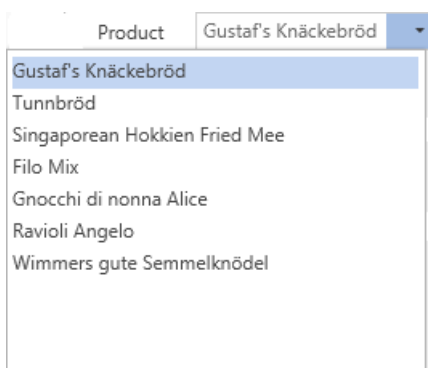 Product Gustaf's Knäckebröd
Gustaf's Knäckebröd
Tunnbröd
Singaporean Hokkien Fried Mee
Filo Mix
Gnocchi di nonna Alice
Ravioli Angelo
Wimmers gute Semmelknödel